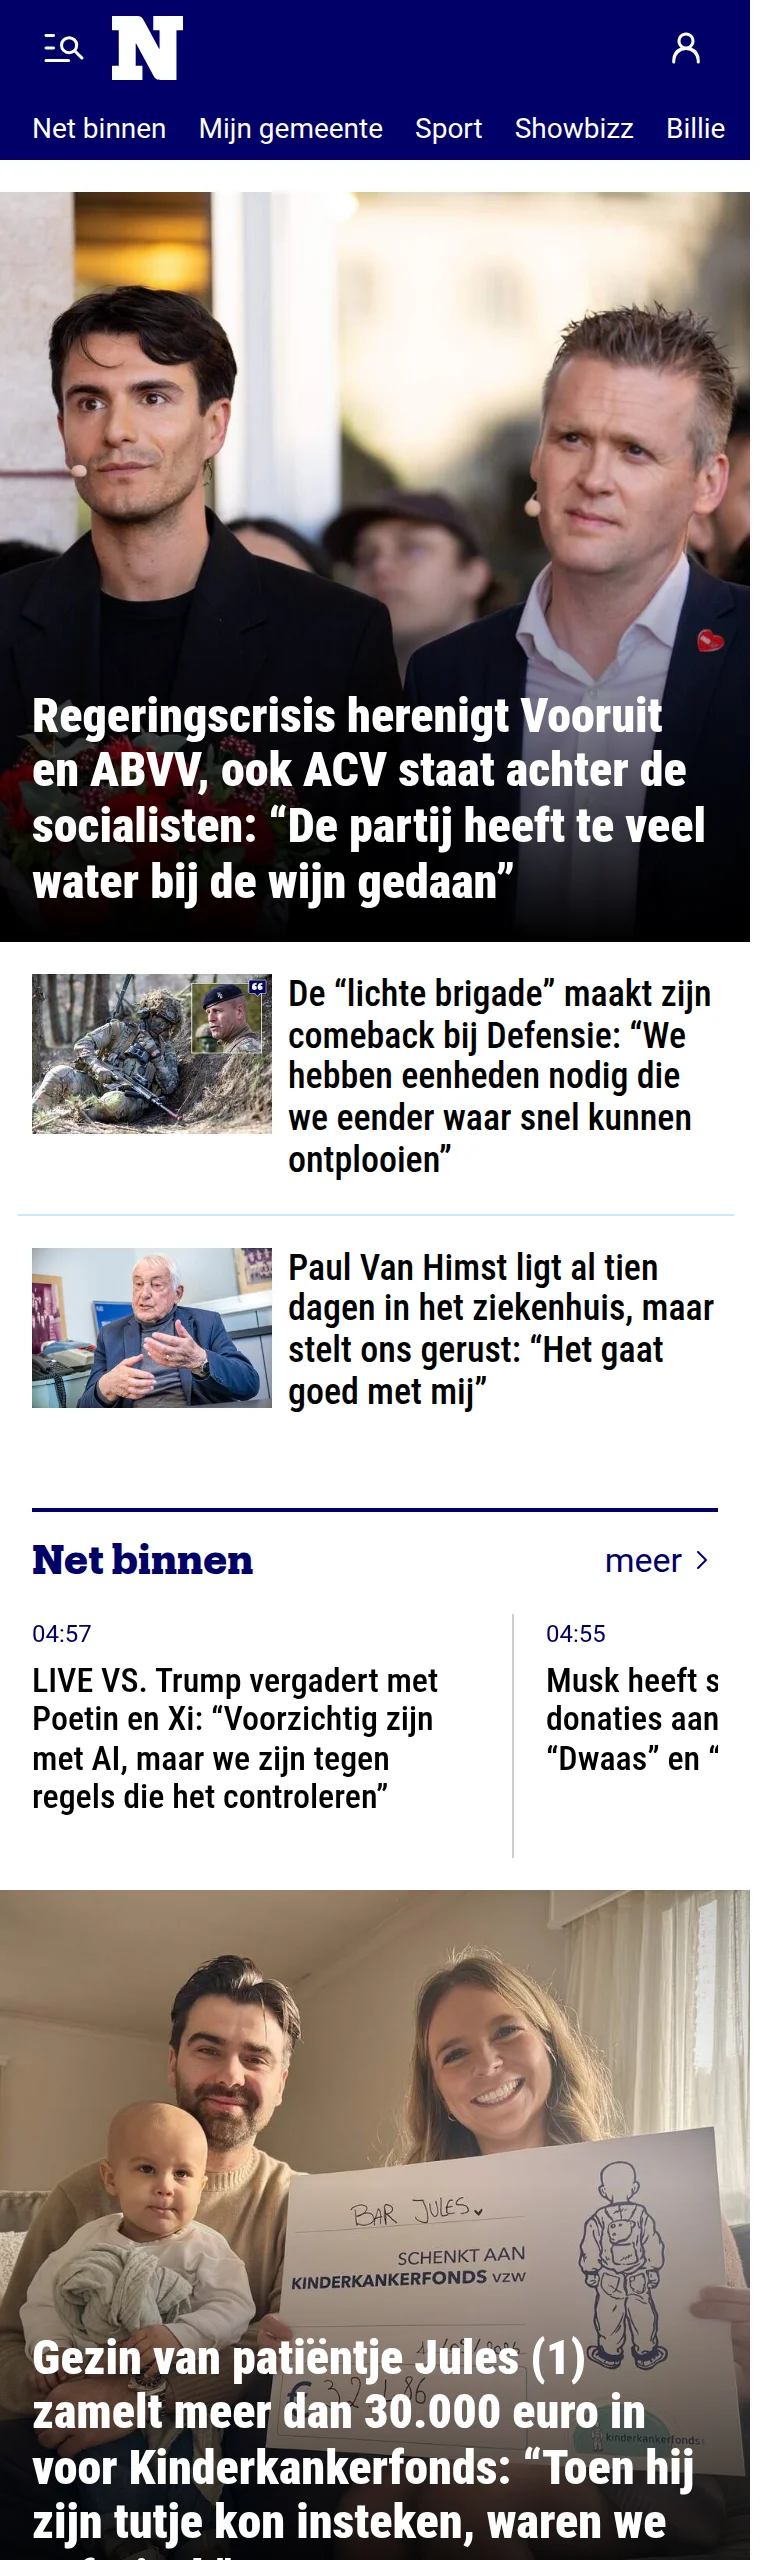 N
Net binnen Mijn gemeente Sport Showbizz Billie
Regeringscrisis herenigt Vooruit
en ABVV, ook ACV staat achter de
socialisten: “De partij heeft te veel
water bij de wijn gedaan”
De “lichte brigade” maakt zijn
comeback bij Defensie: “We
hebben eenheden nodig die
we eender waar snel kunnen
ontplooien”
Paul Van Himst ligt al tien
dagen in het ziekenhuis, maar
stelt ons gerust: “Het gaat
goed met mij”
Net binnen
meer
04:57
LIVE VS. Trump vergadert met
Poetin en Xi: “Voorzichtig zijn
met AI, maar we zijn tegen
regels die het controleren”
04:55
Musk heeft s
donaties aan
“Dwaas” en “
BAR JULES
SCHENKT AAN
KINDERKANKERFONDS vzw
Gezin van patiëntje Jules (1)
zamelt meer dan 30.000 euro in
kinderkankerfonds
voor Kinderkankerfonds: “Toen hij
zijn tutje kon insteken, waren we